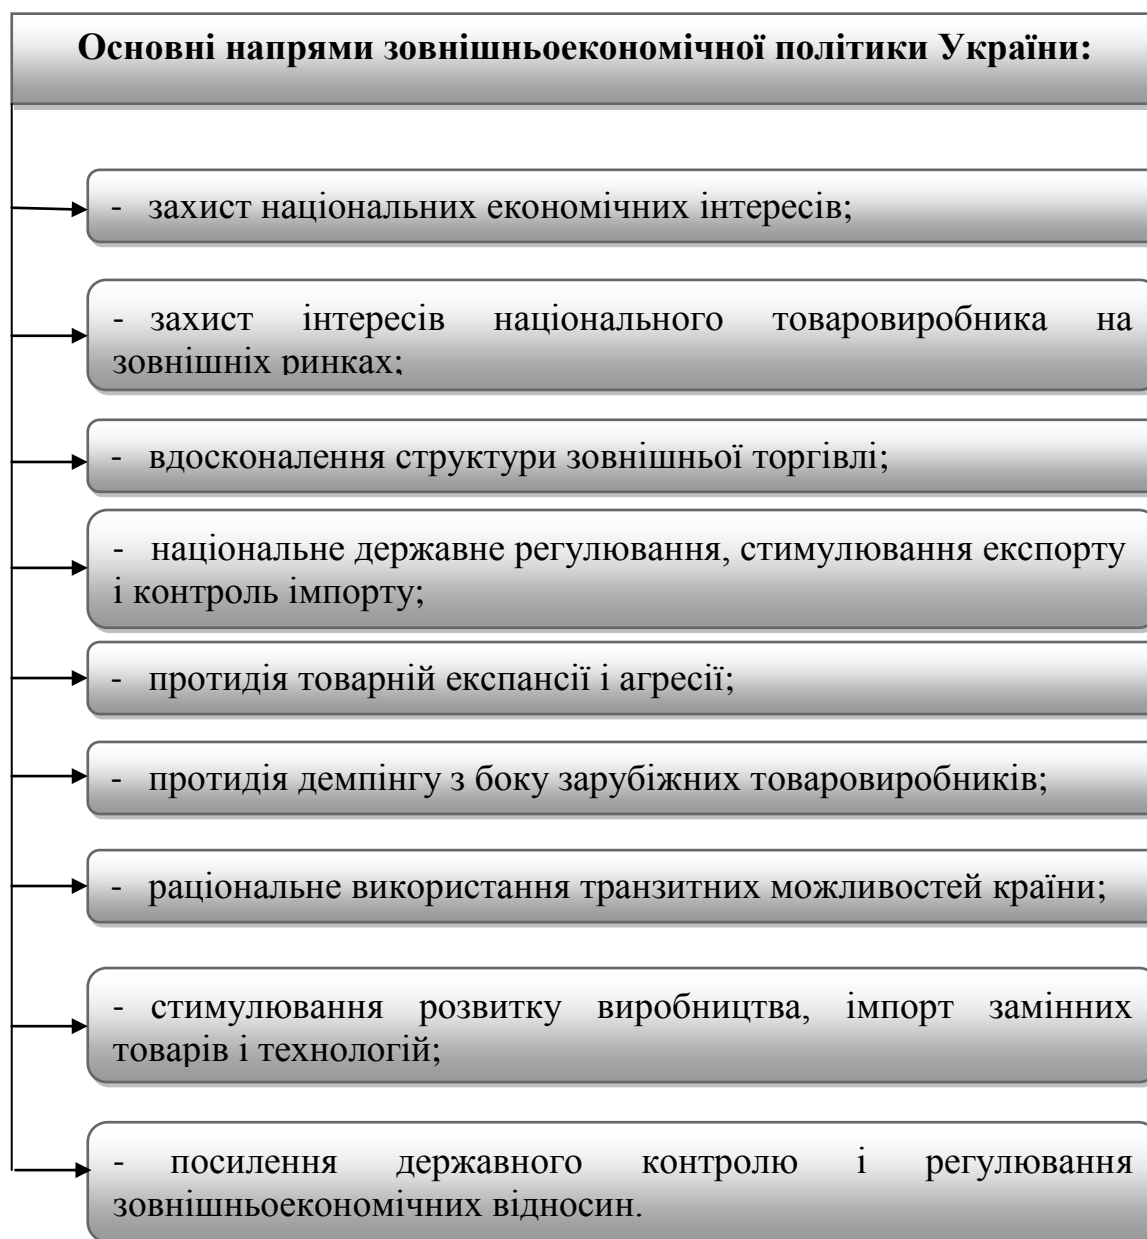 Основні напрями зовнішньоекономічної політики України:
- захист національних економічних інтересів;
- захист інтересів національного товаровиробника на
зовнішніх ринках;
- вдосконалення структури зовнішньої торгівлі;
- національне державне регулювання, стимулювання експорту
і контроль імпорту;
- протидія товарній експансії і агресії;
- протидія демпінгу з боку зарубіжних товаровиробників;
- раціональне використання транзитних можливостей країни;
- стимулювання розвитку виробництва, імпорт замінних
товарів і технологій;
- посилення державного контролю і регулювання
зовнішньоекономічних відносин.